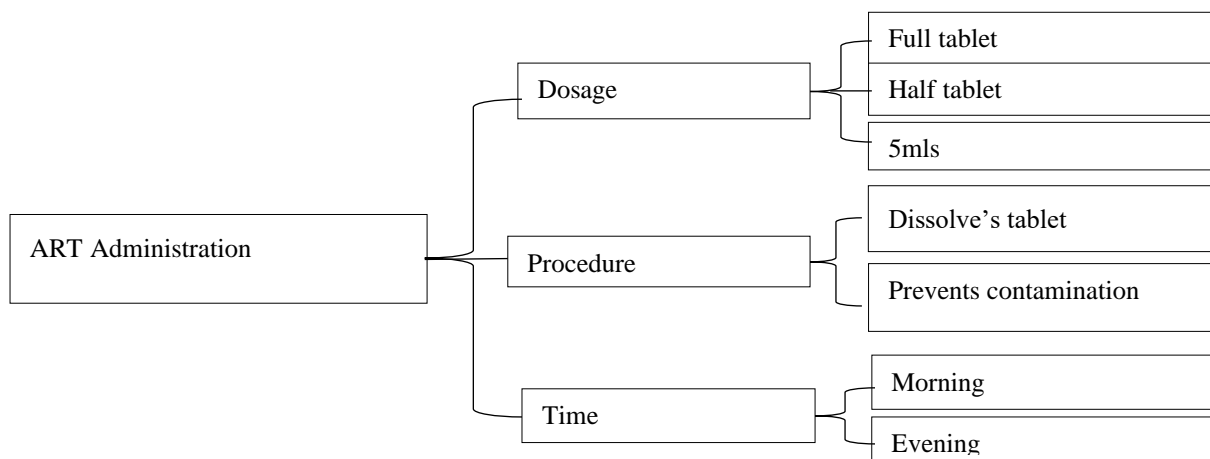 ART Administration
Dosage
Full tablet
Half tablet
5mls
Procedure
Dissolve’s tablet
Prevents contamination
Time
Morning
Evening